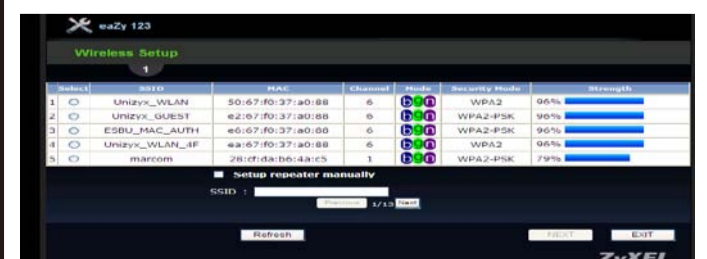 eaZy 123
Wireless Setup
1
Select SSID MAC Channel Mode Security Mode Strength
1 Unizyx_WLAN 50:67:f0:37:a0:88 6 b g n WPA2 96%
2 Unizyx_GUEST e2:67:f0:37:a0:88 6 b g n WPA2-PSK 96%
3 ESBU_MAC_AUTH e6:67:f0:37:a0:88 6 b g n WPA2-PSK 96%
4 Unizyx_WLAN_4F ea:67:f0:37:a0:88 6 b g n WPA2 96%
5 marcom 28:cf:da:b6:4a:c5 1 b g n WPA2-PSK 79%
Setup repeater manually
SSID :
Previous 1/13 Next
Refresh NEXT EXIT
ZyXEL